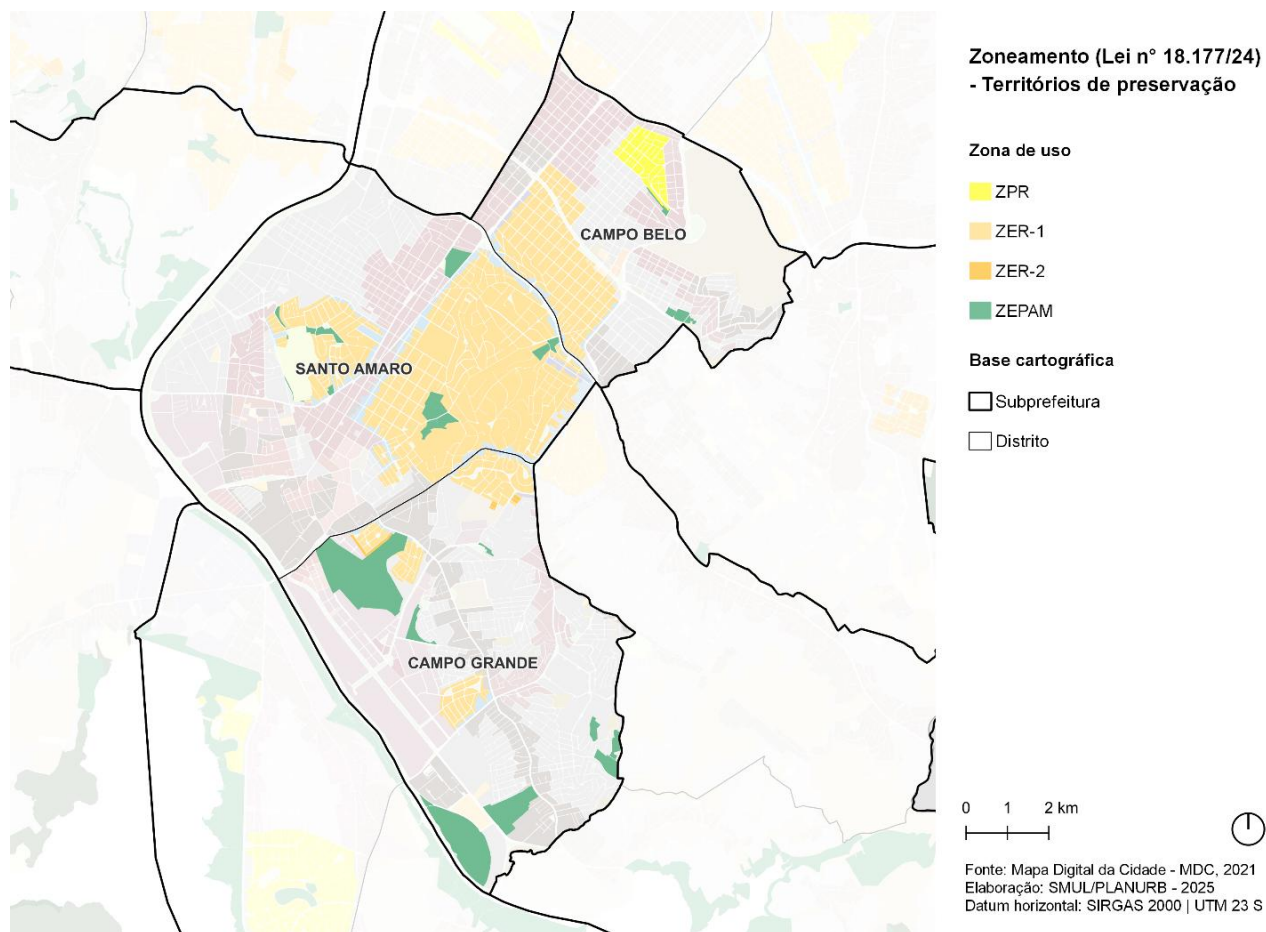 Zoneamento (Lei n° 18.177/24)
- Territórios de preservação
Zona de uso
ZPR
ZER-1
ZER-2
ZEPAM
Base cartográfica
Subprefeitura
Distrito
CAMPO BELO
SANTO AMARO
CAMPO GRANDE
0 1 2 km
Fonte: Mapa Digital da Cidade - MDC, 2021
Elaboração: SMUL/PLANURB - 2025
Datum horizontal: SIRGAS 2000 | UTM 23 S